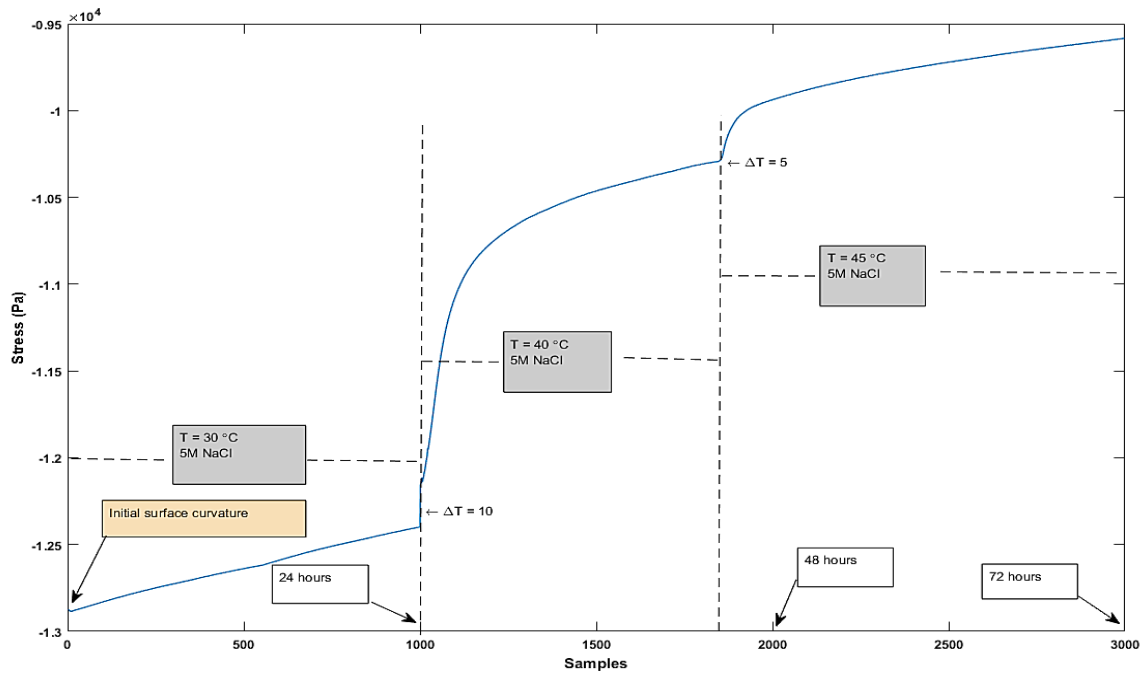 ×10⁴
-0.95
-1
-1.05
-1.1
-1.15
-1.2
-1.25
-1.3
Stress (Pa)
← ΔT = 5
T = 45 °C
5M NaCl
T = 40 °C
5M NaCl
T = 30 °C
5M NaCl
Initial surface curvature
← ΔT = 10
24 hours
48 hours
72 hours
0 500 1000 1500 2000 2500 3000
Samples